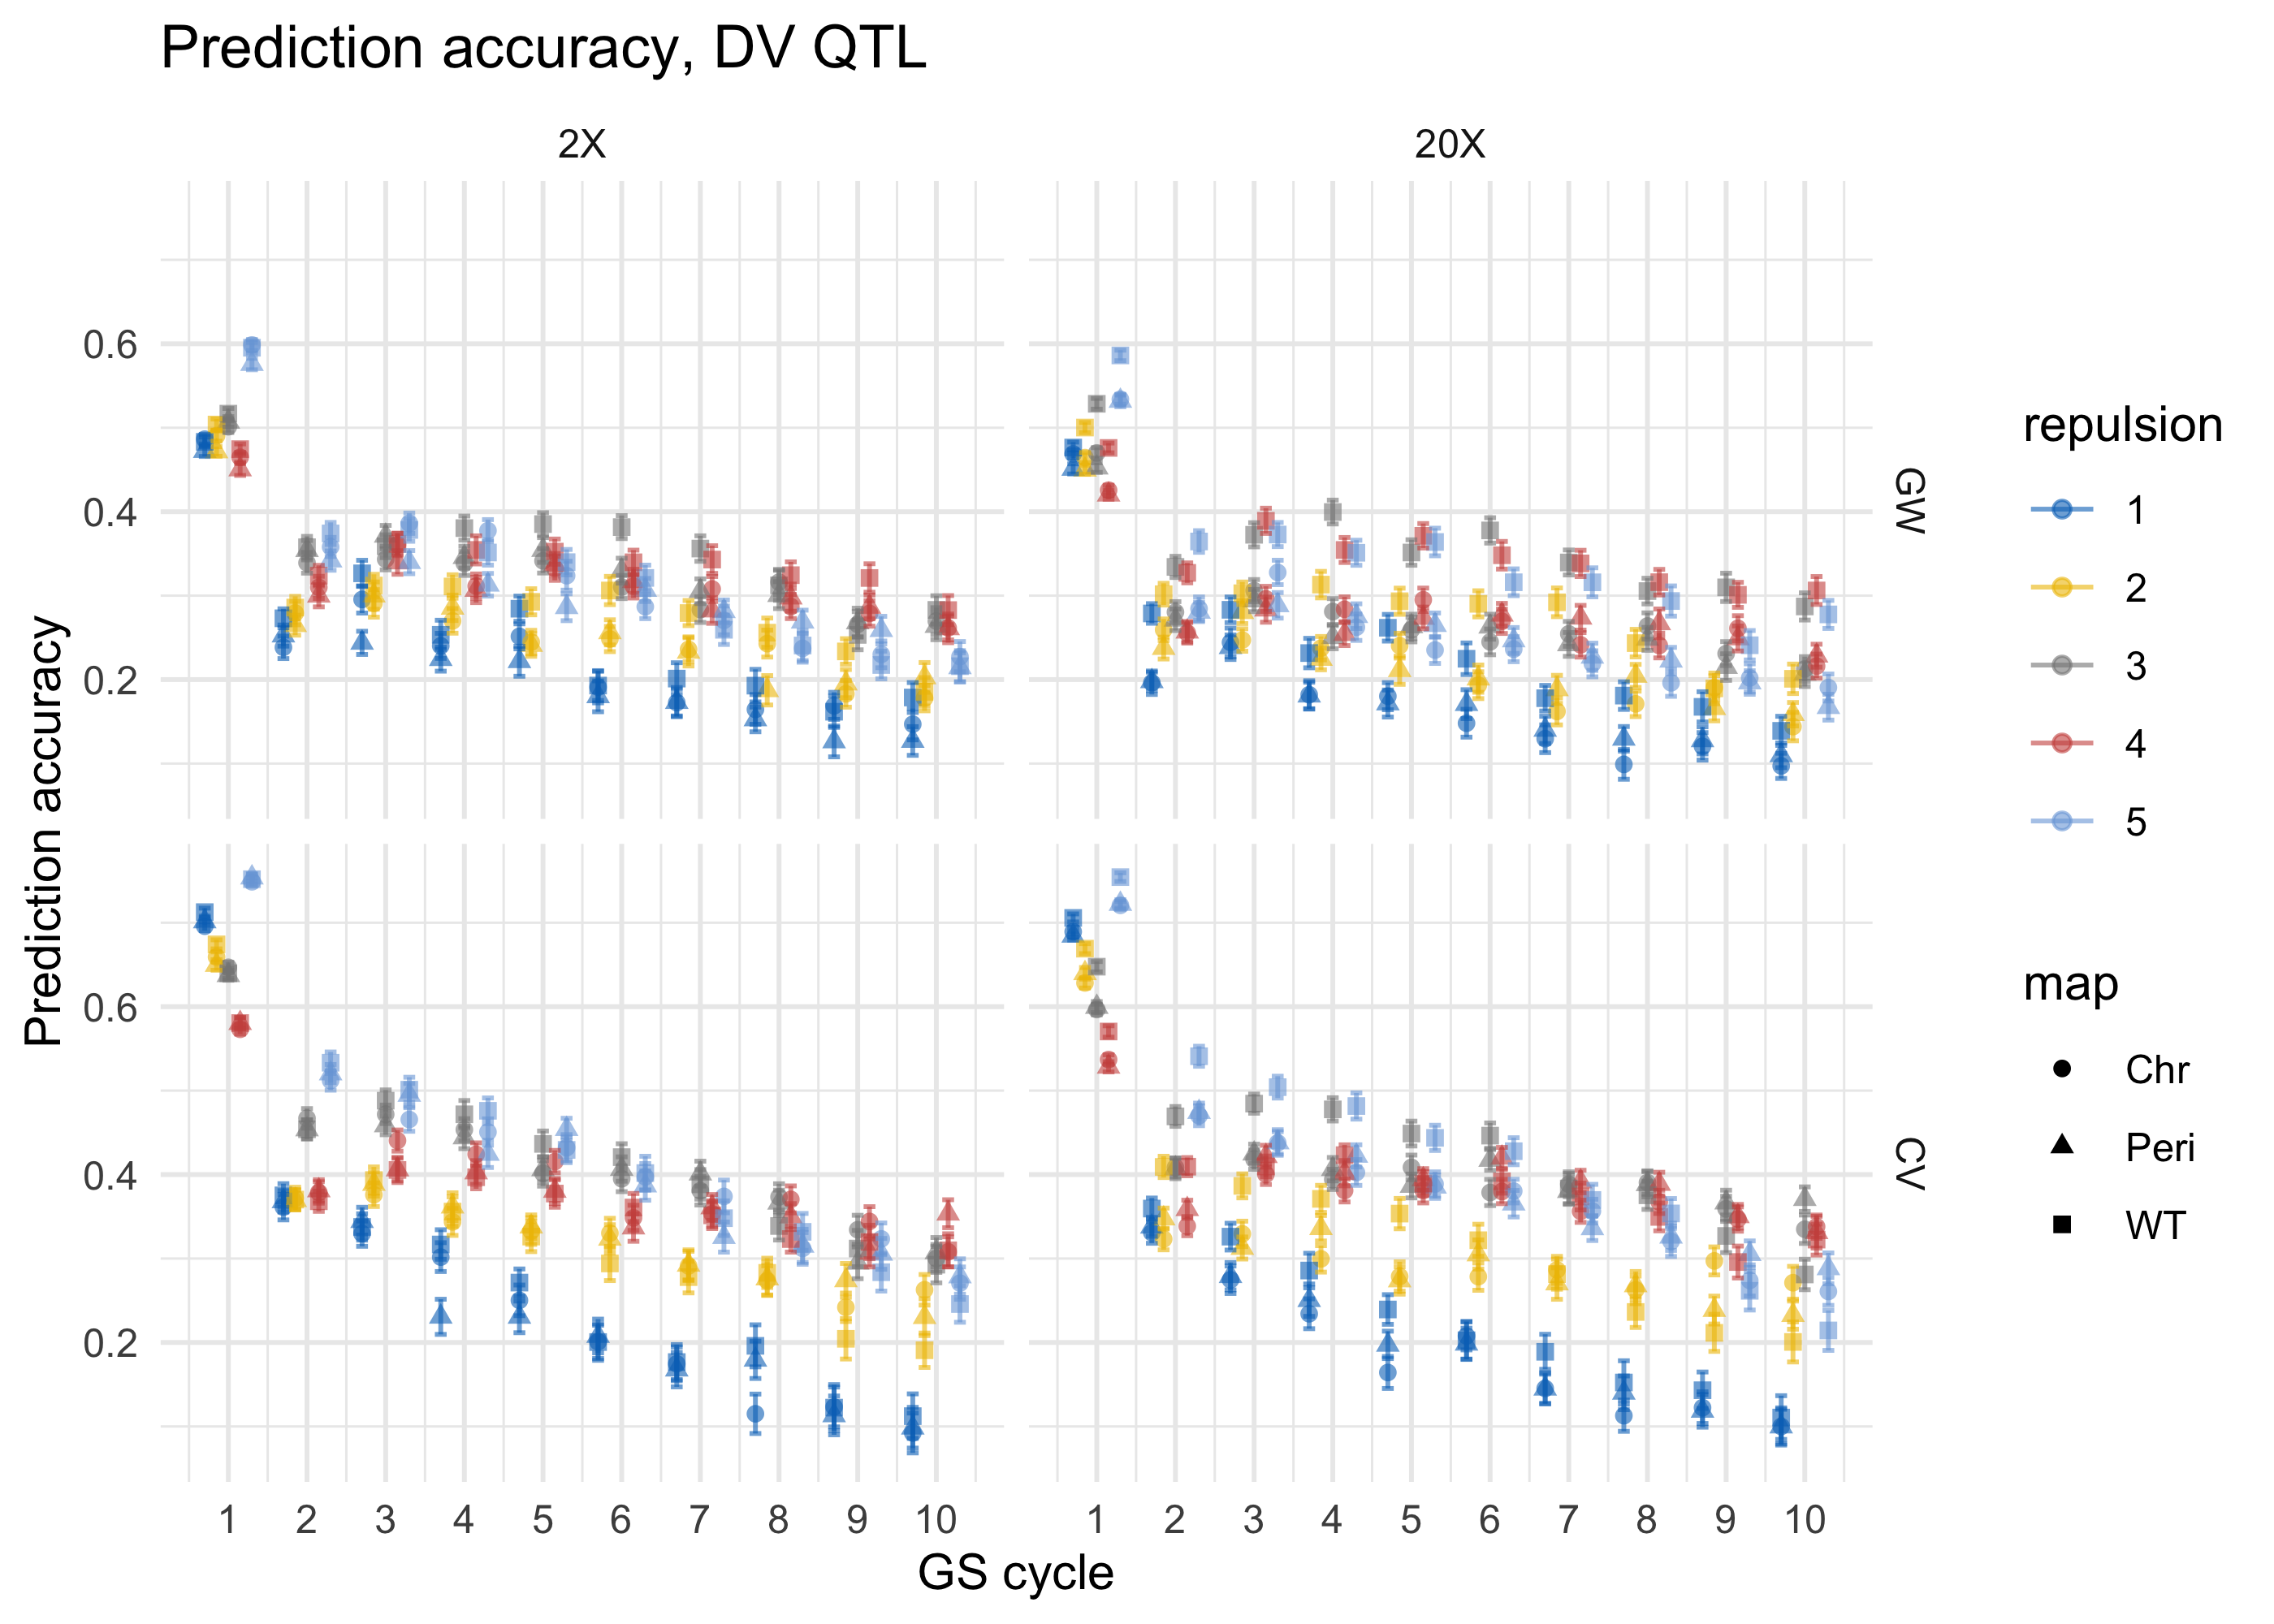 Prediction accuracy, DV QTL
2X
20X
0.6
0.4
0.2
GW
0.6
0.4
0.2
CV
Prediction accuracy
1 2 3 4 5 6 7 8 9 10
1 2 3 4 5 6 7 8 9 10
GS cycle
repulsion
1
2
3
4
5
map
Chr
Peri
WT